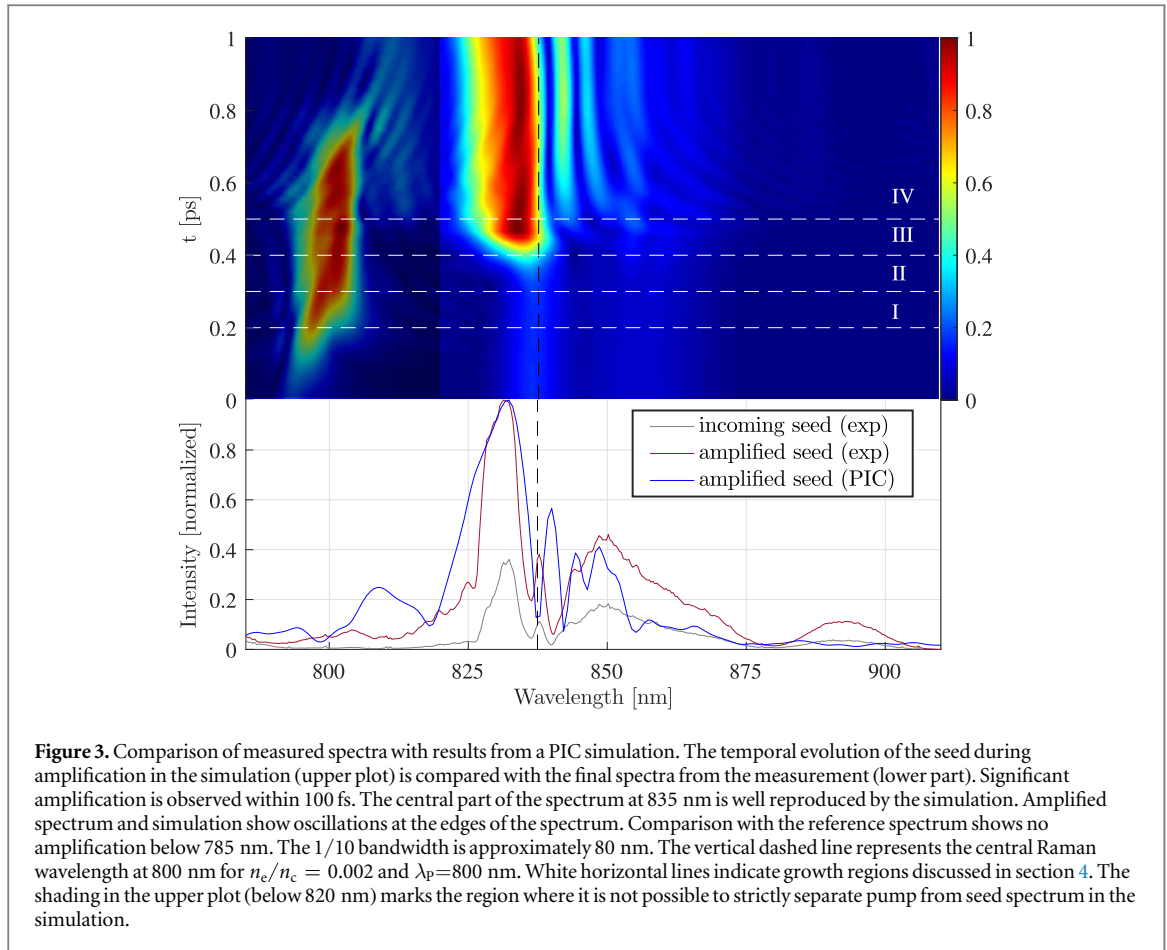 1
0.8
0.6
0.4
0.2
0
t [ps]
IV
III
II
I
1
0.8
0.6
0.4
0.2
0
0.8
0.6
0.4
0.2
0
Intensity [normalized]
incoming seed (exp)
amplified seed (exp)
amplified seed (PIC)
800 825 850 875 900
Wavelength [nm]
Figure 3. Comparison of measured spectra with results from a PIC simulation. The temporal evolution of the seed during
amplification in the simulation (upper plot) is compared with the final spectra from the measurement (lower part). Significant
amplification is observed within 100 fs. The central part of the spectrum at 835 nm is well reproduced by the simulation. Amplified
spectrum and simulation show oscillations at the edges of the spectrum. Comparison with the reference spectrum shows no
amplification below 785 nm. The 1/10 bandwidth is approximately 80 nm. The vertical dashed line represents the central Raman
wavelength at 800 nm for nₑ/n_c = 0.002 and λ_P=800 nm. White horizontal lines indicate growth regions discussed in section 4. The
shading in the upper plot (below 820 nm) marks the region where it is not possible to strictly separate pump from seed spectrum in the
simulation.